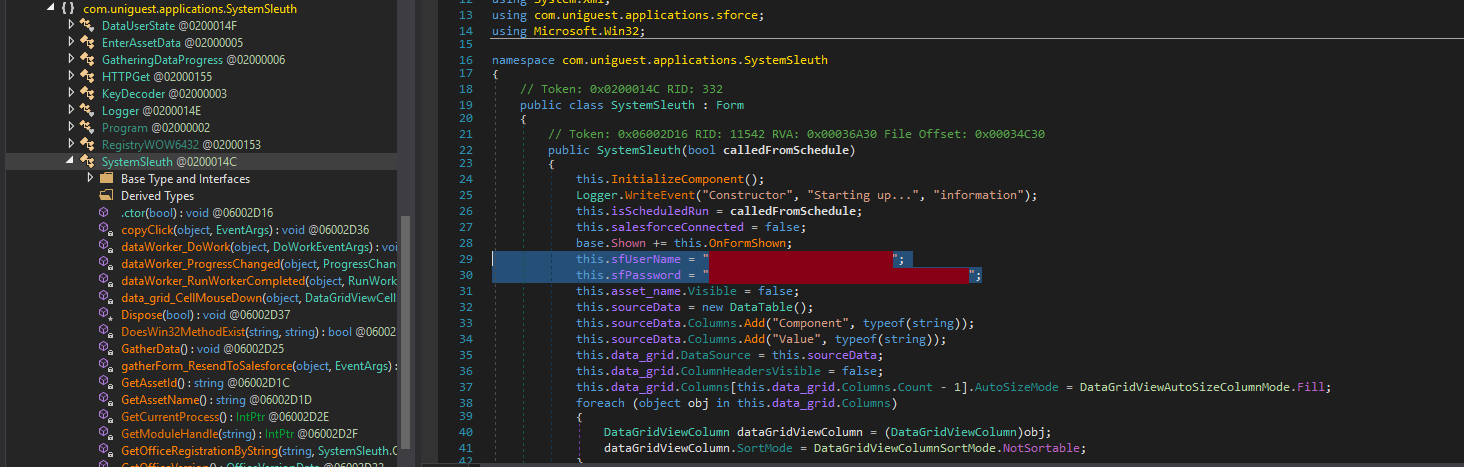 com.uniguest.applications.SystemSleuth
DataUserState @0200014F
EnterAssetData @02000005
GatheringDataProgress @02000006
HTTPGet @02000155
KeyDecoder @02000003
Logger @0200014E
Program @02000002
RegistryWOW6432 @02000153
SystemSleuth @0200014C
Base Type and Interfaces
Derived Types
.ctor(bool) : void @06002D16
copyClick(object, EventArgs) : void @06002D36
dataWorker_DoWork(object, DoWorkEventArgs) : voi
dataWorker_ProgressChanged(object, ProgressChan
dataWorker_RunWorkerCompleted(object, RunWork
data_grid_CellMouseDown(object, DataGridViewCel
Dispose(bool) : void @06002D37
DoesWin32MethodExist(string, string) : bool @06002
GatherData() : void @06002D25
gatherForm_ResendToSalesforce(object, EventArgs) :
GetAssetId() : string @06002D1C
GetAssetName() : string @06002D1D
GetCurrentProcess() : IntPtr @06002D2E
GetModuleHandle(string) : IntPtr @06002D2F
GetOfficeRegistrationByString(string, SystemSleuth.O
12 using System.Xml;
13 using com.uniguest.applications.sforce;
14 using Microsoft.Win32;
15
16 namespace com.uniguest.applications.SystemSleuth
17 {
18 // Token: 0x0200014C RID: 332
19 public class SystemSleuth : Form
20 {
21 // Token: 0x06002D16 RID: 11542 RVA: 0x00036A30 File Offset: 0x00034C30
22 public SystemSleuth(bool calledFromSchedule)
23 {
24 this.InitializeComponent();
25 Logger.WriteEvent("Constructor", "Starting up...", "information");
26 this.isScheduledRun = calledFromSchedule;
27 this.salesforceConnected = false;
28 base.Shown += this.OnFormShown;
29 this.sfUserName = " ";
30 this.sfPassword = " ";
31 this.asset_name.Visible = false;
32 this.sourceData = new DataTable();
33 this.sourceData.Columns.Add("Component", typeof(string));
34 this.sourceData.Columns.Add("Value", typeof(string));
35 this.data_grid.DataSource = this.sourceData;
36 this.data_grid.ColumnHeadersVisible = false;
37 this.data_grid.Columns[this.data_grid.Columns.Count - 1].AutoSizeMode = DataGridViewAutoSizeColumnMode.Fill;
38 foreach (object obj in this.data_grid.Columns)
39 {
40 DataGridViewColumn dataGridViewColumn = (DataGridViewColumn)obj;
41 dataGridViewColumn.SortMode = DataGridViewColumnSortMode.NotSortable;
42 }